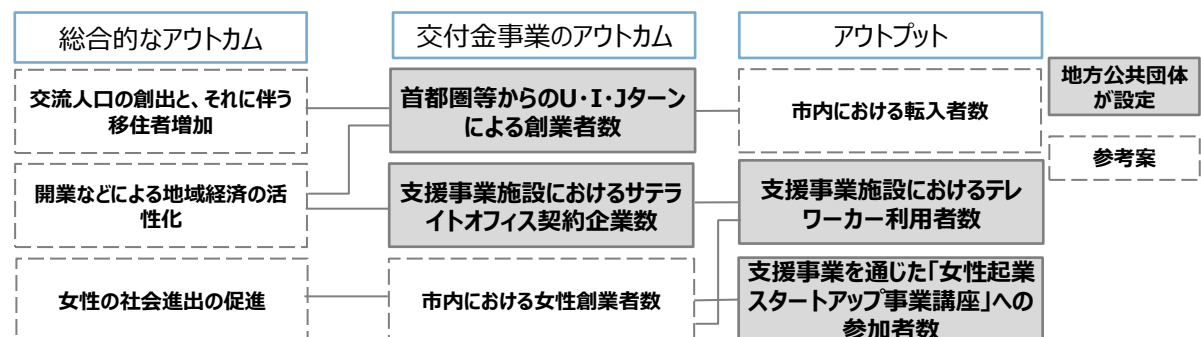 総合的なアウトカム
交付金事業のアウトカム
アウトプット
交流人口の創出と、それに伴う
移住者増加
首都圏等からのU・I・Jターン
による創業者数
市内における転入者数
地方公共団体
が設定
参考案
開業などによる地域経済の活
性化
支援事業施設におけるサテラ
イトオフィス契約企業数
支援事業施設におけるテレ
ワーカー利用者数
女性の社会進出の促進
市内における女性創業者数
支援事業を通じた「女性起業
スタートアップ事業講座」への
参加者数